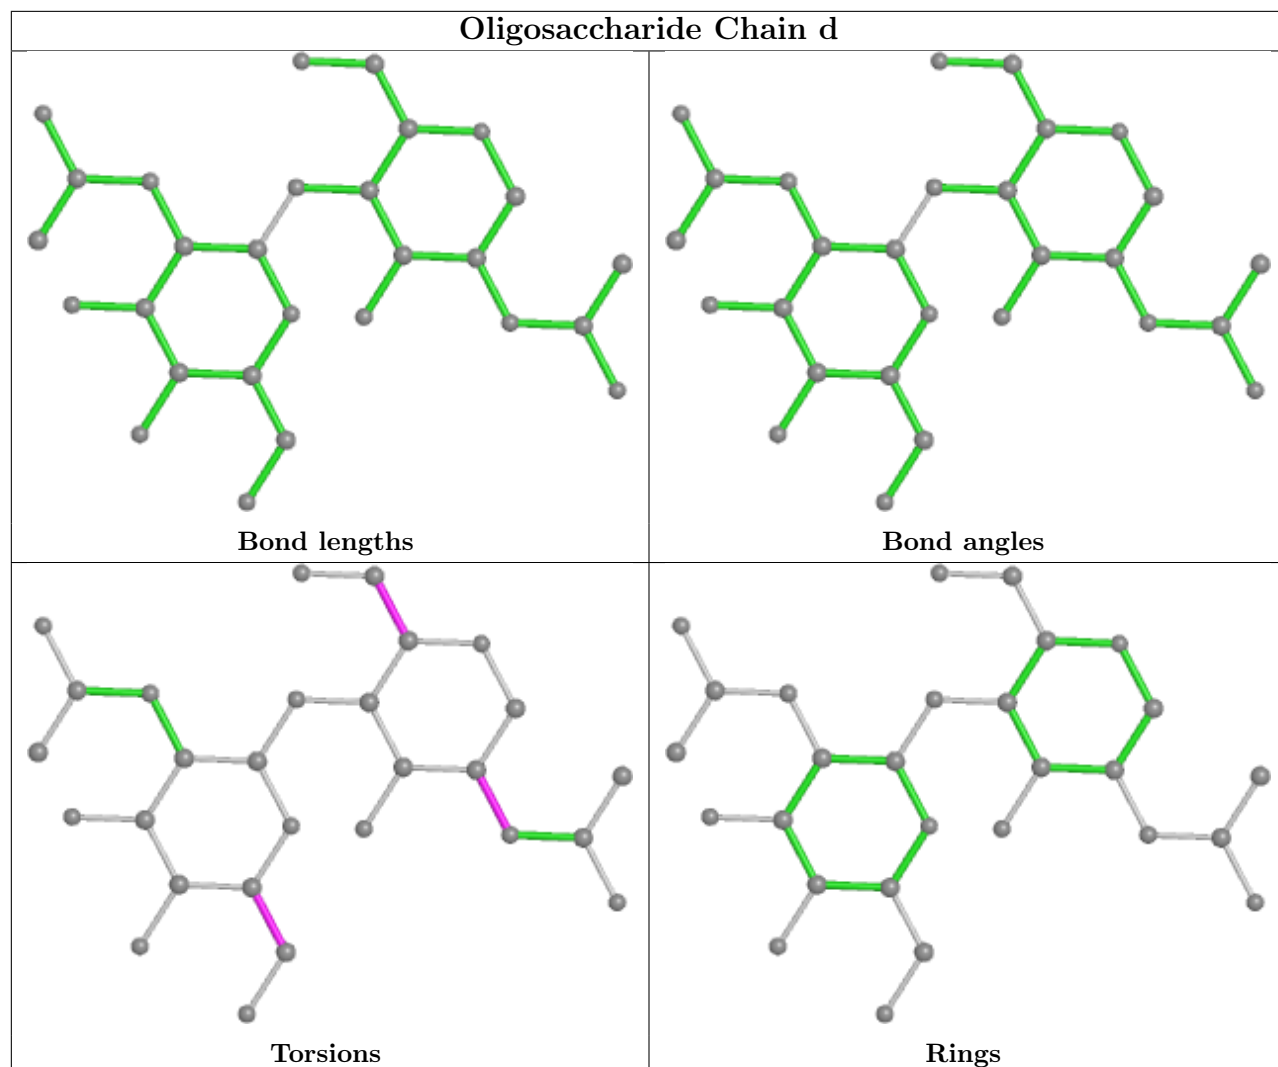 Oligosaccharide Chain d
Bond lengths
Bond angles
Torsions
Rings